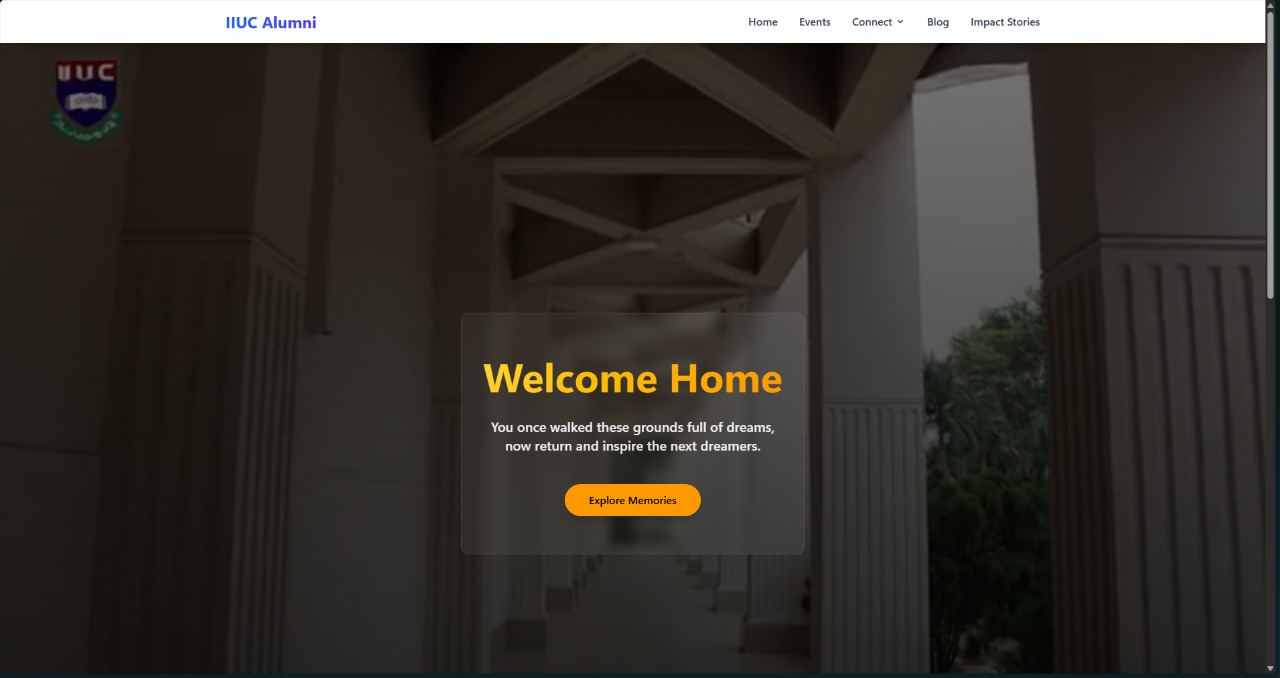 IIUC Alumni
Home Events Connect Blog Impact Stories
IIUC
Welcome Home
You once walked these grounds full of dreams,
now return and inspire the next dreamers.
Explore Memories